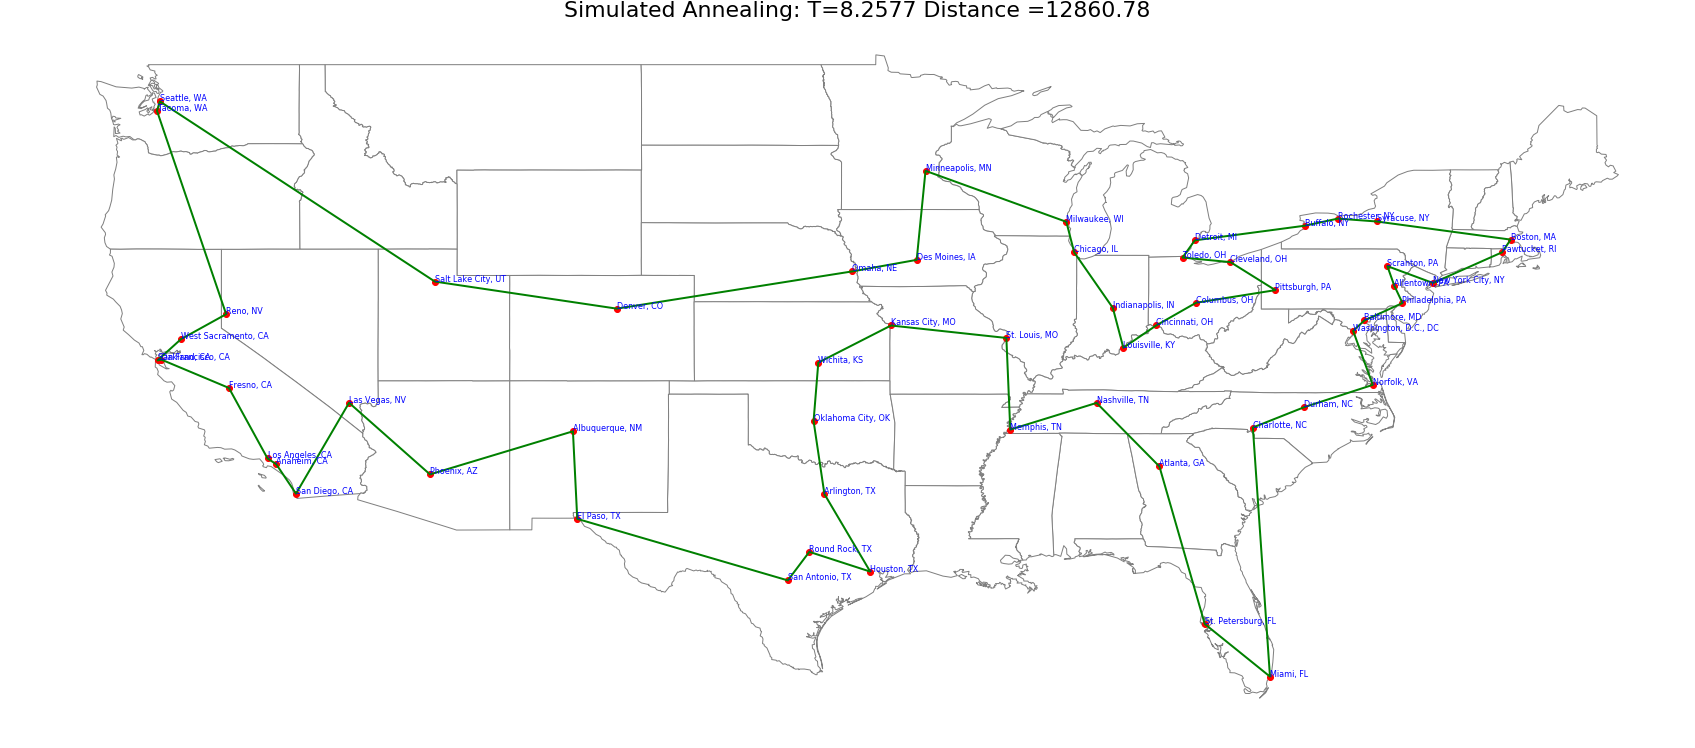 Simulated Annealing: T=8.2577 Distance =12860.78
Seattle, WA
Tacoma, WA
Minneapolis, MN
Milwaukee, WI
Rochester, NY
Syracuse, NY
Buffalo, NY
Detroit, MI
Boston, MA
Pawtucket, RI
Chicago, IL
Des Moines, IA
Toledo, OH
Cleveland, OH
Scranton, PA
Omaha, NE
Salt Lake City, UT
New York City, NY
Allentown, PA
Pittsburgh, PA
Denver, CO
Indianapolis, IN
Columbus, OH
Philadelphia, PA
Reno, NV
Kansas City, MO
Cincinnati, OH
Baltimore, MD
Washington, D.C., DC
West Sacramento, CA
St. Louis, MO
Louisville, KY
Oakland, CA
San Francisco, CA
Wichita, KS
Fresno, CA
Norfolk, VA
Las Vegas, NV
Nashville, TN
Durham, NC
Oklahoma City, OK
Albuquerque, NM
Memphis, TN
Charlotte, NC
Los Angeles, CA
Anaheim, CA
Phoenix, AZ
Atlanta, GA
San Diego, CA
Arlington, TX
El Paso, TX
Round Rock, TX
San Antonio, TX
Houston, TX
St. Petersburg, FL
Miami, FL